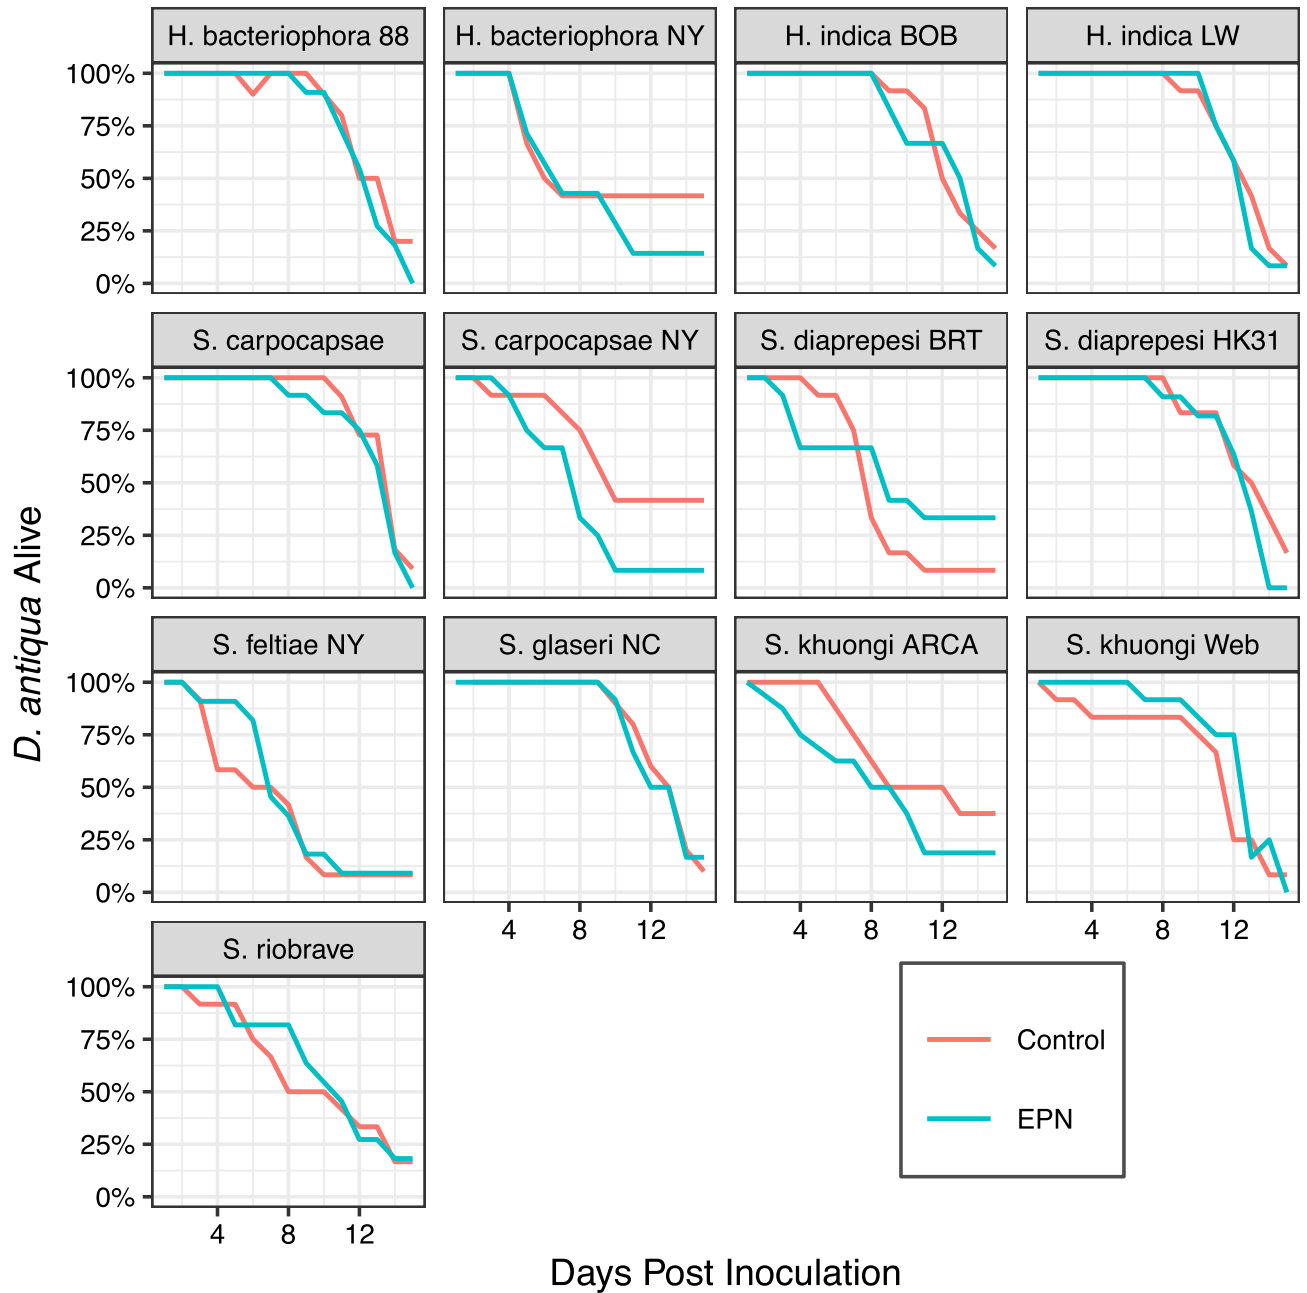 H. bacteriophora 88
H. bacteriophora NY
H. indica BOB
H. indica LW
100%
75%
50%
25%
0%
S. carpocapsae
S. carpocapsae NY
S. diaprepesi BRT
S. diaprepesi HK31
100%
75%
50%
25%
0%
D. antiqua Alive
S. feltiae NY
S. glaseri NC
S. khuongi ARCA
S. khuongi Web
100%
75%
50%
25%
0%
4 8 12
4 8 12
4 8 12
S. riobrave
100%
75%
50%
25%
0%
4 8 12
Control
EPN
Days Post Inoculation